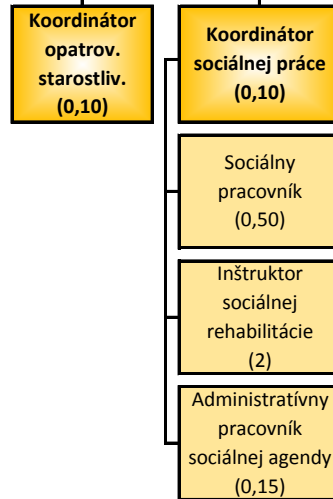 Koordinátor
opatrov.
starostliv.
(0,10)
Koordinátor
sociálnej práce
(0,10)
Sociálny
pracovník
(0,50)
Inštruktor
sociálnej
rehabilitácie
(2)
Administratívny
pracovník
sociálnej agendy
(0,15)